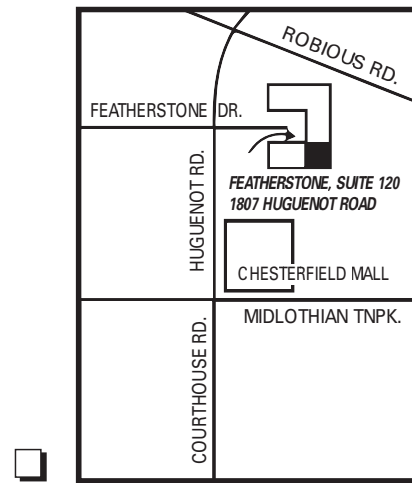 ROBIOUS RD.
FEATHERSTONE DR.
HUGUENOT RD.
FEATHERSTONE, SUITE 120
1807 HUGUENOT ROAD
CHESTERFIELD MALL
MIDLOTHIAN TNPK.
COURTHOUSE RD.